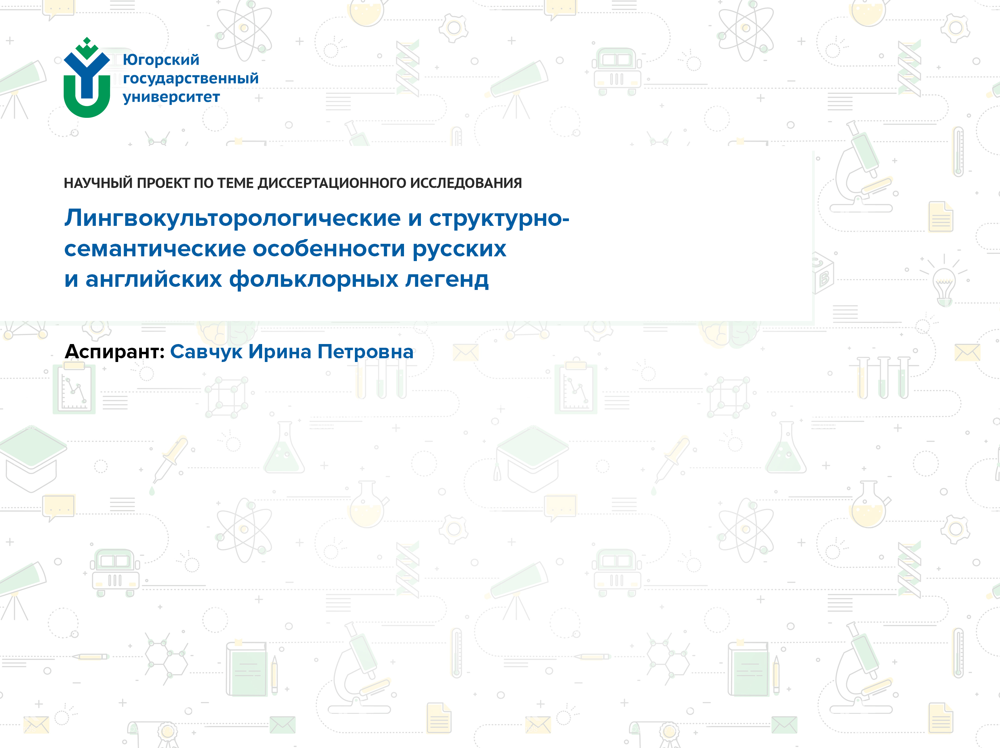 Югорский
государственный
университет
НАУЧНЫЙ ПРОЕКТ ПО ТЕМЕ ДИССЕРТАЦИОННОГО ИССЛЕДОВАНИЯ
Лингвокульторологические и структурно-
семантические особенности русских
и английских фольклорных легенд
Аспирант: Савчук Ирина Петровна
C
B